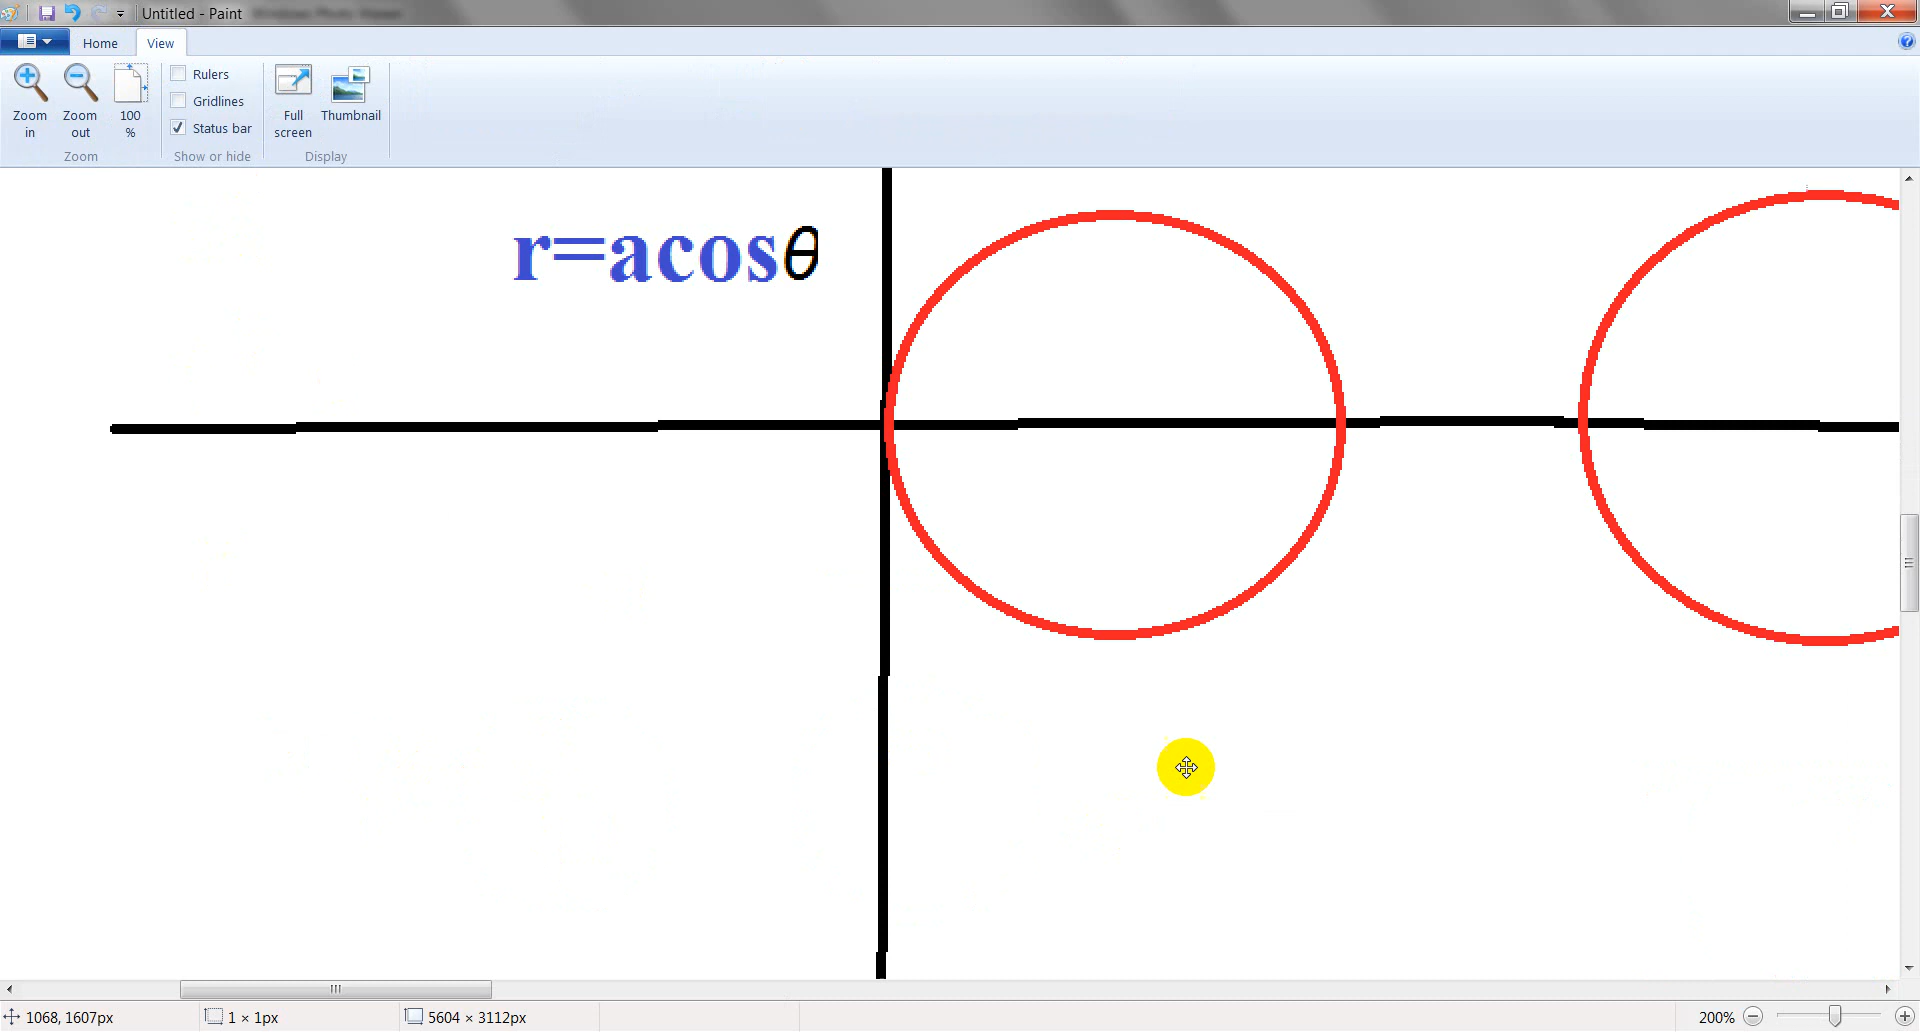 Untitled - Paint
Home View
Zoom in
Zoom out
100 %
Rulers
Gridlines
Status bar
Full screen
Thumbnail
Zoom
Show or hide
Display
r=acosθ
1068, 1607px
1 × 1px
5604 × 3112px
200%